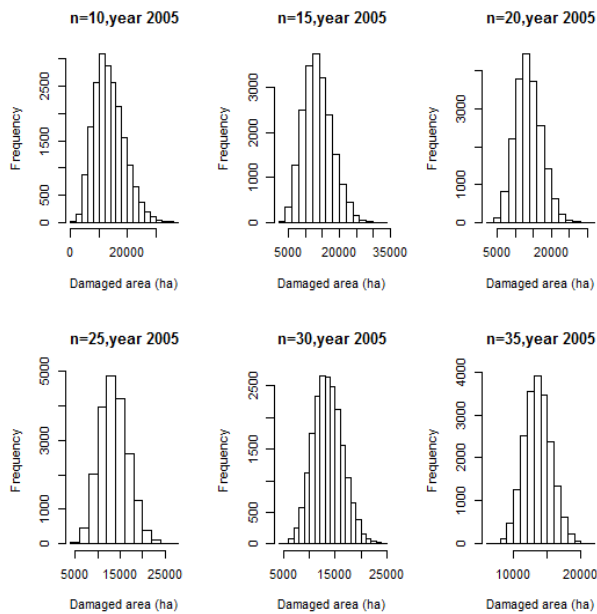 n=10,year 2005
n=15,year 2005
n=20,year 2005
Frequency
0
500
1500
2500
0
20000
Damaged area (ha)
Frequency
0
1000
2000
3000
5000
20000
35000
Damaged area (ha)
Frequency
0
1000
3000
5000
20000
Damaged area (ha)
n=25,year 2005
n=30,year 2005
n=35,year 2005
Frequency
0
1000
3000
5000
5000
15000
25000
Damaged area (ha)
Frequency
0
500
1500
2500
5000
15000
25000
Damaged area (ha)
Frequency
0
1000
2000
3000
4000
10000
20000
Damaged area (ha)